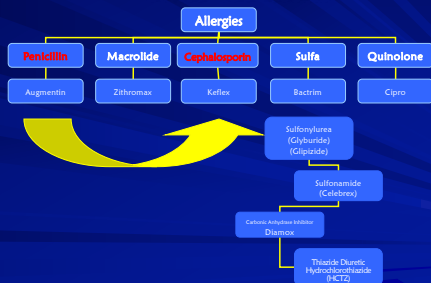 Allergies
Penicillin
Macrolide
Cephalosporin
Sulfa
Quinolone
Augmentin
Zithromax
Keflex
Bactrim
Cipro
Sulfonylurea
(Glyburide)
(Glipizide)
Sulfonamide
(Celebrex)
Carbonic Anhydrase Inhibitor
Diamox
Thiazide Diuretic
Hydrochlorothiazide
(HCTZ)